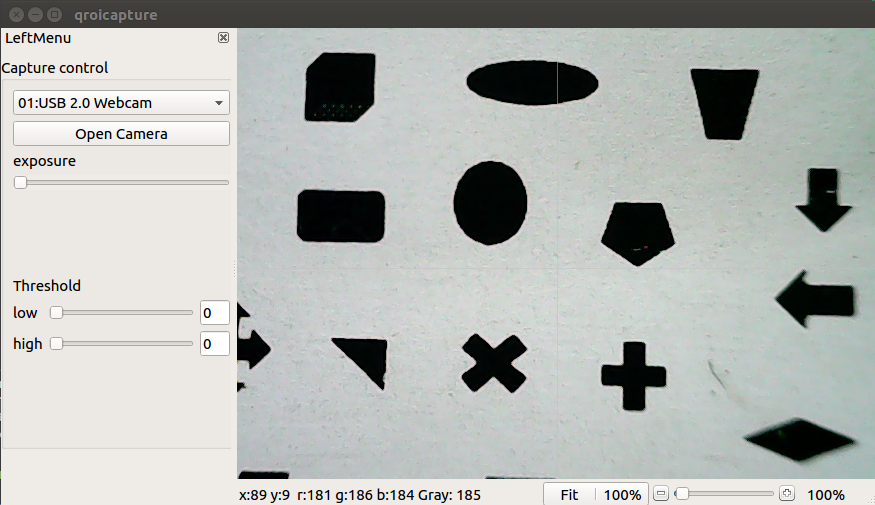 qroicapture
LeftMenu
Capture control
01:USB 2.0 Webcam
Open Camera
exposure
Threshold
low 0
high 0
x:89 y:9 r:181 g:186 b:184 Gray: 185
Fit 100%
100%